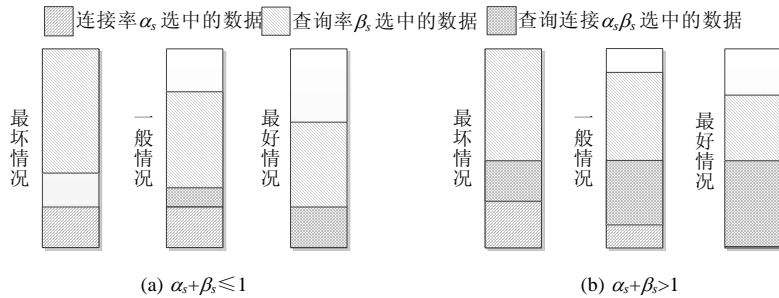 连接率αs选中的数据 查询率βs选中的数据 查询连接αsβs选中的数据
最坏情况
一般情况
最好情况
最坏情况
一般情况
最好情况
(a) αs+βs≤1
(b) αs+βs>1